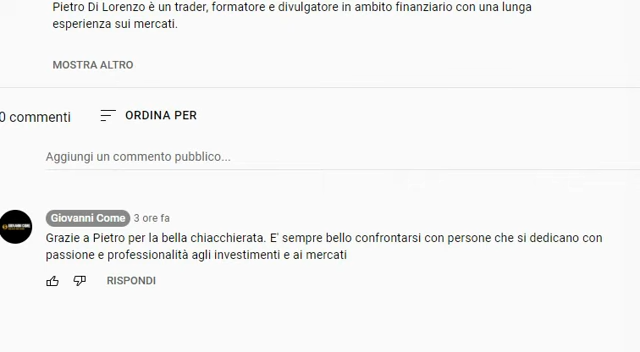 Pietro Di Lorenzo è un trader, formatore e divulgatore in ambito finanziario con una lunga
esperienza sui mercati.
MOSTRA ALTRO
0 commenti
ORDINA PER
Aggiungi un commento pubblico...
Giovanni Come 3 ore fa
Grazie a Pietro per la bella chiacchierata. E' sempre bello confrontarsi con persone che si dedicano con
passione e professionalità agli investimenti e ai mercati
RISPONDI